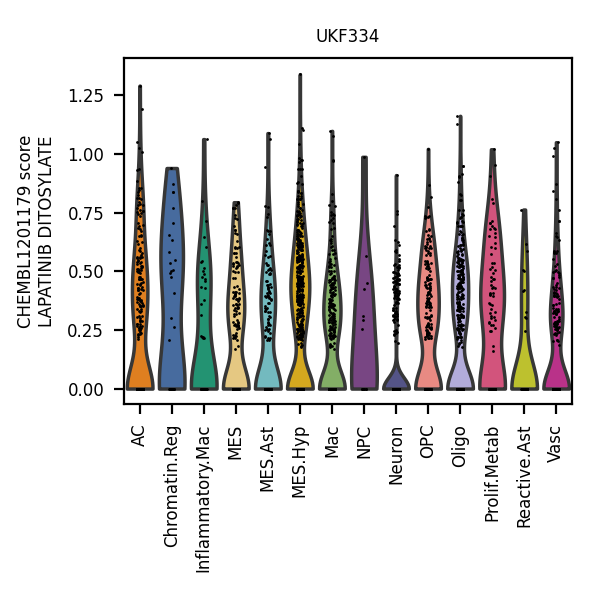 UKF334
CHEMBL1201179 score
LAPATINIB DITOSYLATE
1.25
1.00
0.75
0.50
0.25
0.00
AC
Chromatin.Reg
Inflammatory.Mac
MES
MES.Ast
MES.Hyp
Mac
NPC
Neuron
OPC
Oligo
Prolif.Metab
Reactive.Ast
Vasc